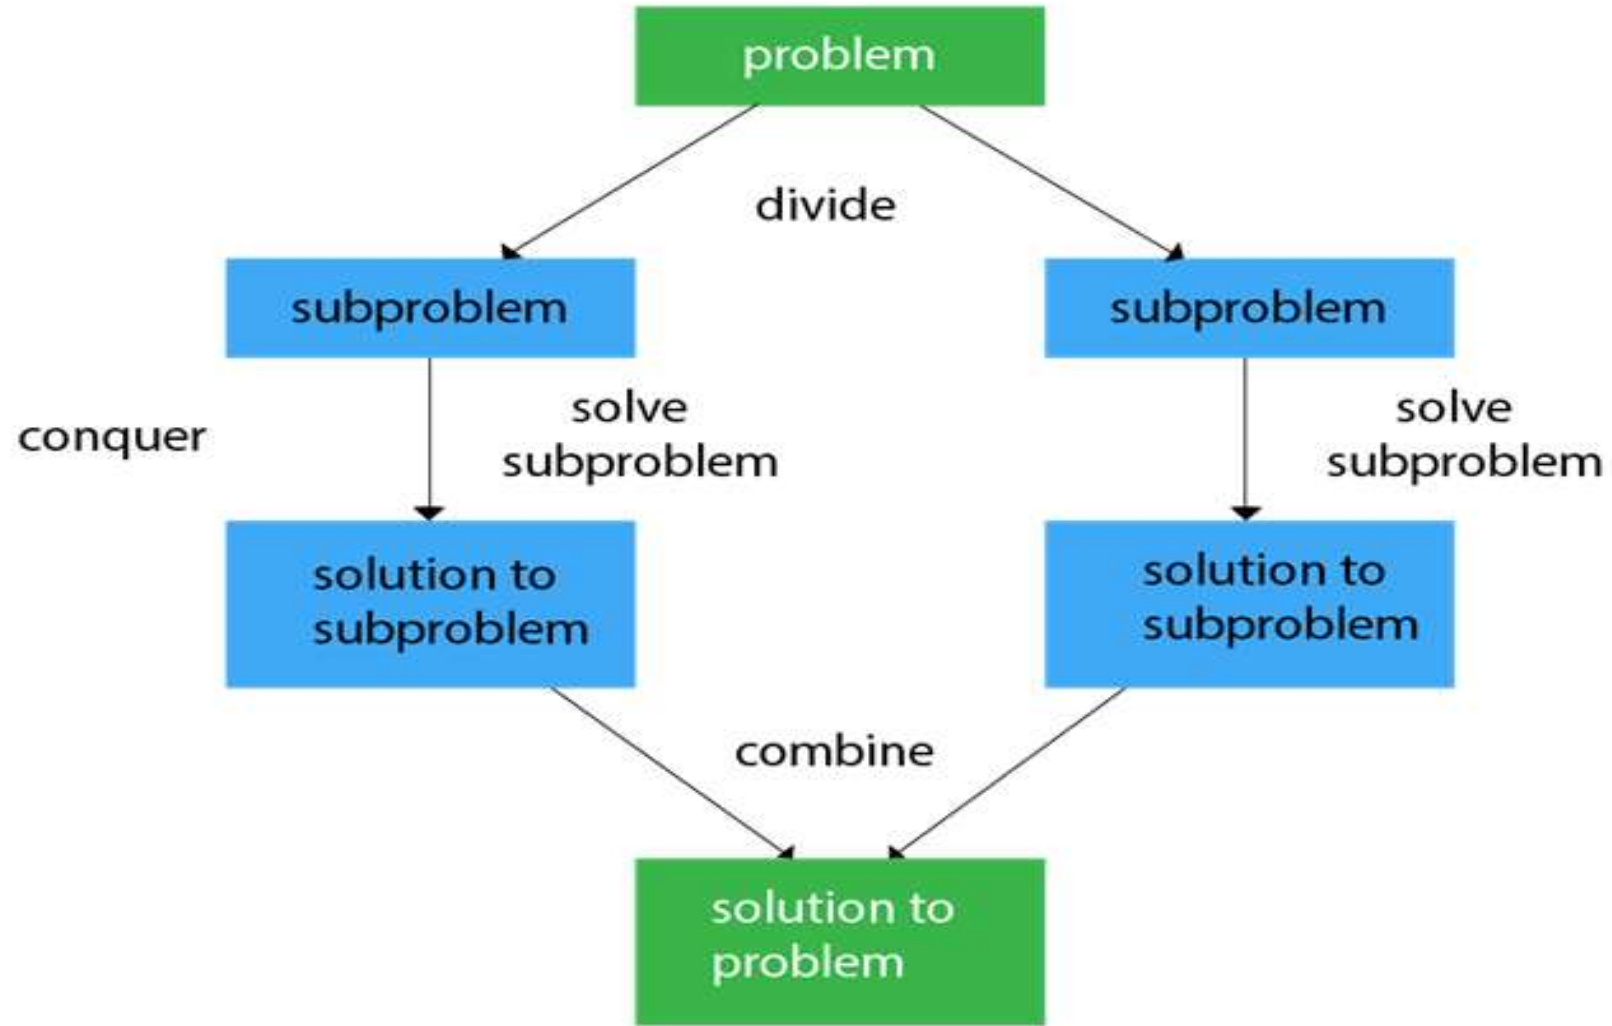 problem
divide
subproblem
subproblem
conquer
solve
subproblem
solve
subproblem
solution to
subproblem
solution to
subproblem
combine
solution to
problem